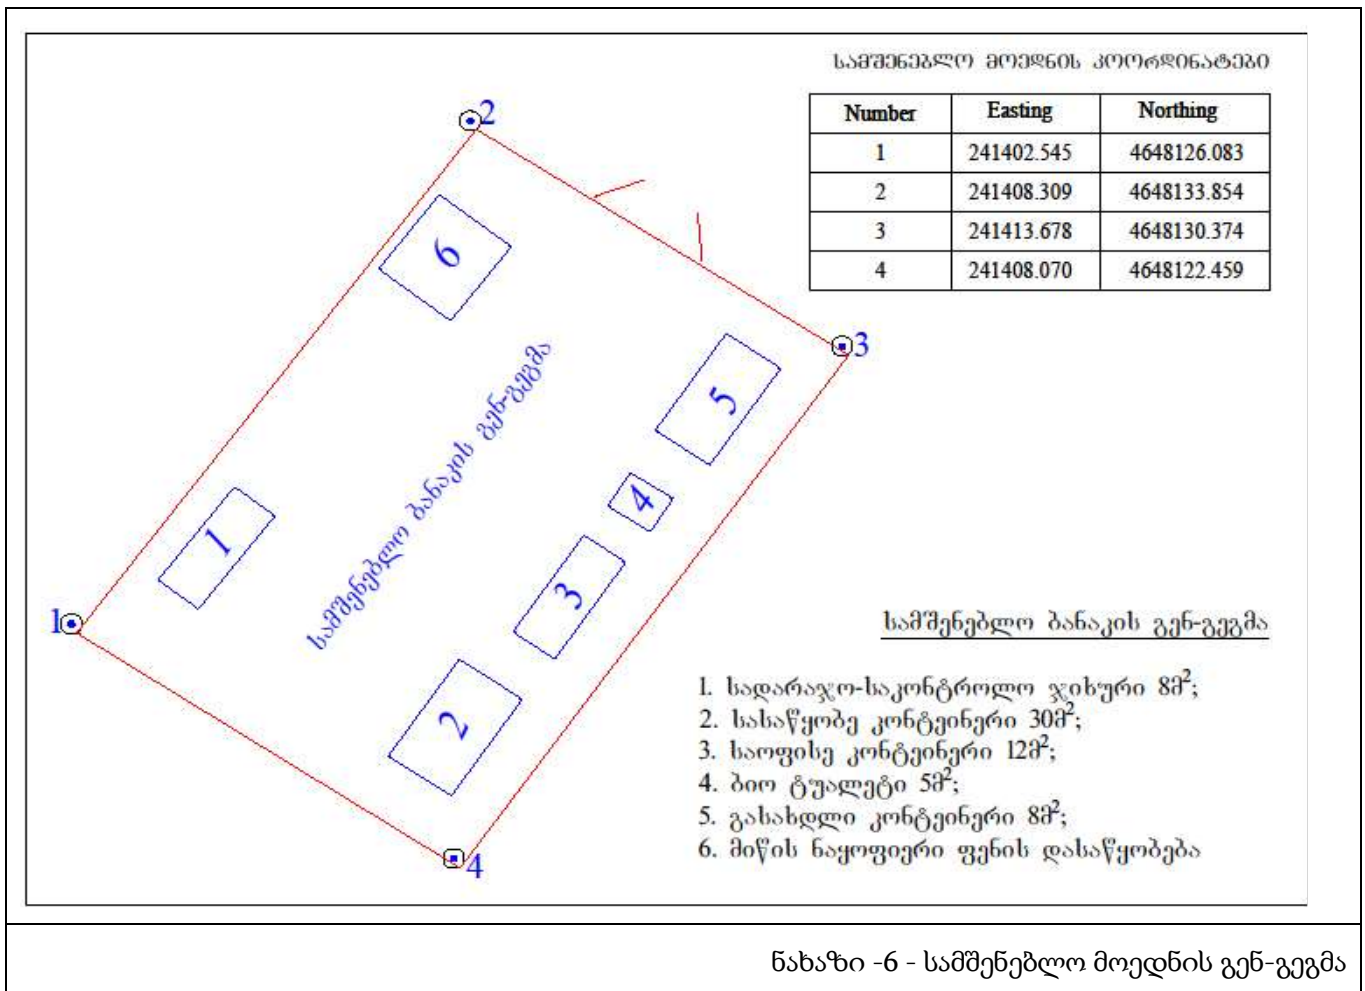 სამშენებლო მოედნის კოორდინატები
Number Easting Northing
1 241402.545 4648126.083
2 241408.309 4648133.854
3 241413.678 4648130.374
4 241408.070 4648122.459
2
6
3
5
სამშენებლო ბანაკის გენ-გეგმა
4
1
3
1
2
4
სამშენებლო ბანაკის გენ-გეგმა
1. სადარაჯო-საკონტროლო ჯიხური 8მ²;
2. სასაწყობე კონტეინერი 30მ²;
3. საოფისე კონტეინერი 12მ²;
4. ბიო ტუალეტი 5მ²;
5. გასახდლი კონტეინერი 8მ²;
6. მიწის ნაყოფიერი ფენის დასაწყობება
ნახაზი -6 - სამშენებლო მოედნის გენ-გეგმა